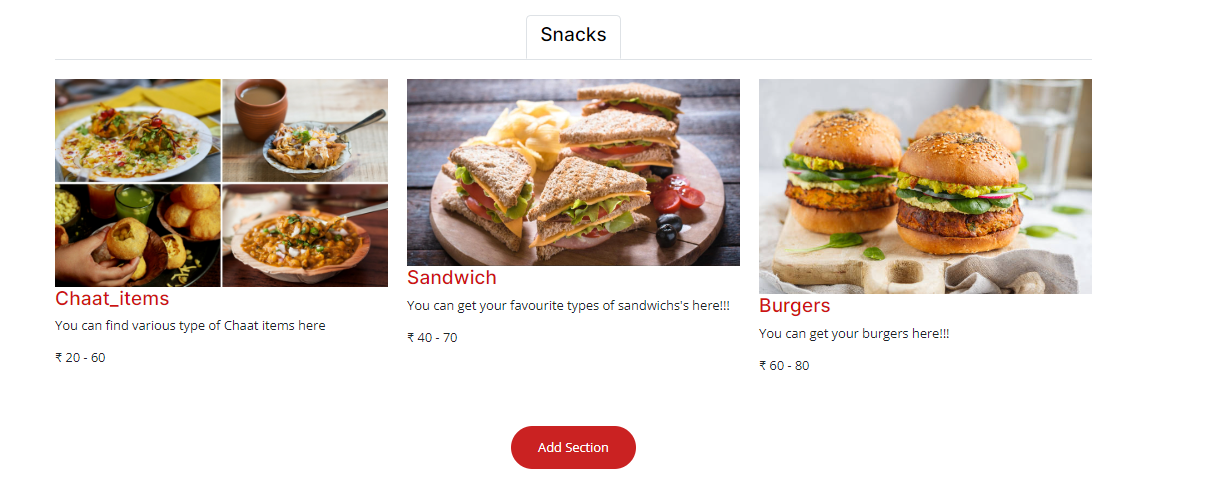 Snacks
Chaat_items
You can find various type of Chaat items here
₹ 20 - 60
Sandwich
You can get your favourite types of sandwichs's here!!!
₹ 40 - 70
Burgers
You can get your burgers here!!!
₹ 60 - 80
Add Section